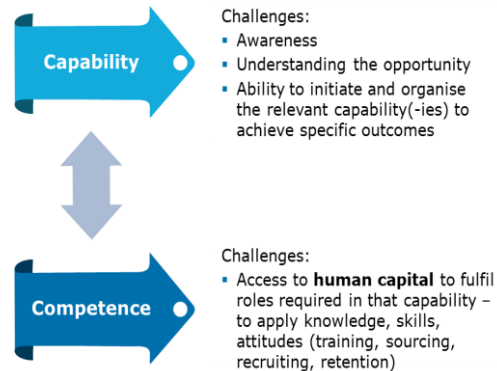 Capability
Challenges:
▪ Awareness
▪ Understanding the opportunity
▪ Ability to initiate and organise
the relevant capability(-ies) to
achieve specific outcomes
Competence
Challenges:
▪ Access to human capital to fulfil
roles required in that capability –
to apply knowledge, skills,
attitudes (training, sourcing,
recruiting, retention)